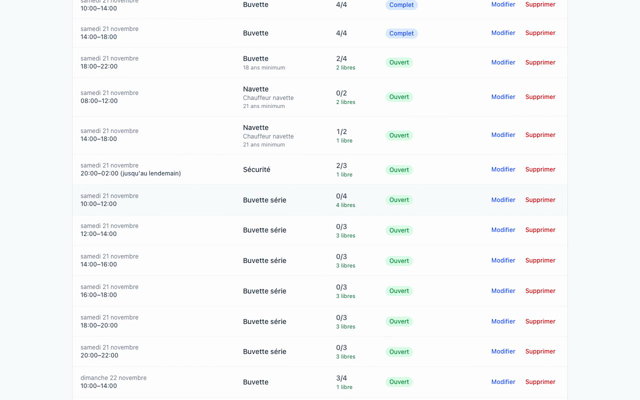 samedi 21 novembre
10:00–14:00 Buvette 4/4 Complet Modifier Supprimer
samedi 21 novembre
14:00–18:00 Buvette 4/4 Complet Modifier Supprimer
samedi 21 novembre
18:00–22:00
Buvette
18 ans minimum
2/4
2 libres
Ouvert Modifier Supprimer
samedi 21 novembre
08:00–12:00
Navette
Chauffeur navette
21 ans minimum
0/2
2 libres
Ouvert Modifier Supprimer
samedi 21 novembre
14:00–18:00
Navette
Chauffeur navette
21 ans minimum
1/2
1 libre
Ouvert Modifier Supprimer
samedi 21 novembre
20:00–02:00 (jusqu'au lendemain)
Sécurité
2/3
1 libre
Ouvert Modifier Supprimer
samedi 21 novembre
10:00–12:00
Buvette série
0/4
4 libres
Ouvert Modifier Supprimer
samedi 21 novembre
12:00–14:00
Buvette série
0/3
3 libres
Ouvert Modifier Supprimer
samedi 21 novembre
14:00–16:00
Buvette série
0/3
3 libres
Ouvert Modifier Supprimer
samedi 21 novembre
16:00–18:00
Buvette série
0/3
3 libres
Ouvert Modifier Supprimer
samedi 21 novembre
18:00–20:00
Buvette série
0/3
3 libres
Ouvert Modifier Supprimer
samedi 21 novembre
20:00–22:00
Buvette série
0/3
3 libres
Ouvert Modifier Supprimer
dimanche 22 novembre
10:00–14:00
Buvette
3/4
1 libre
Ouvert Modifier Supprimer